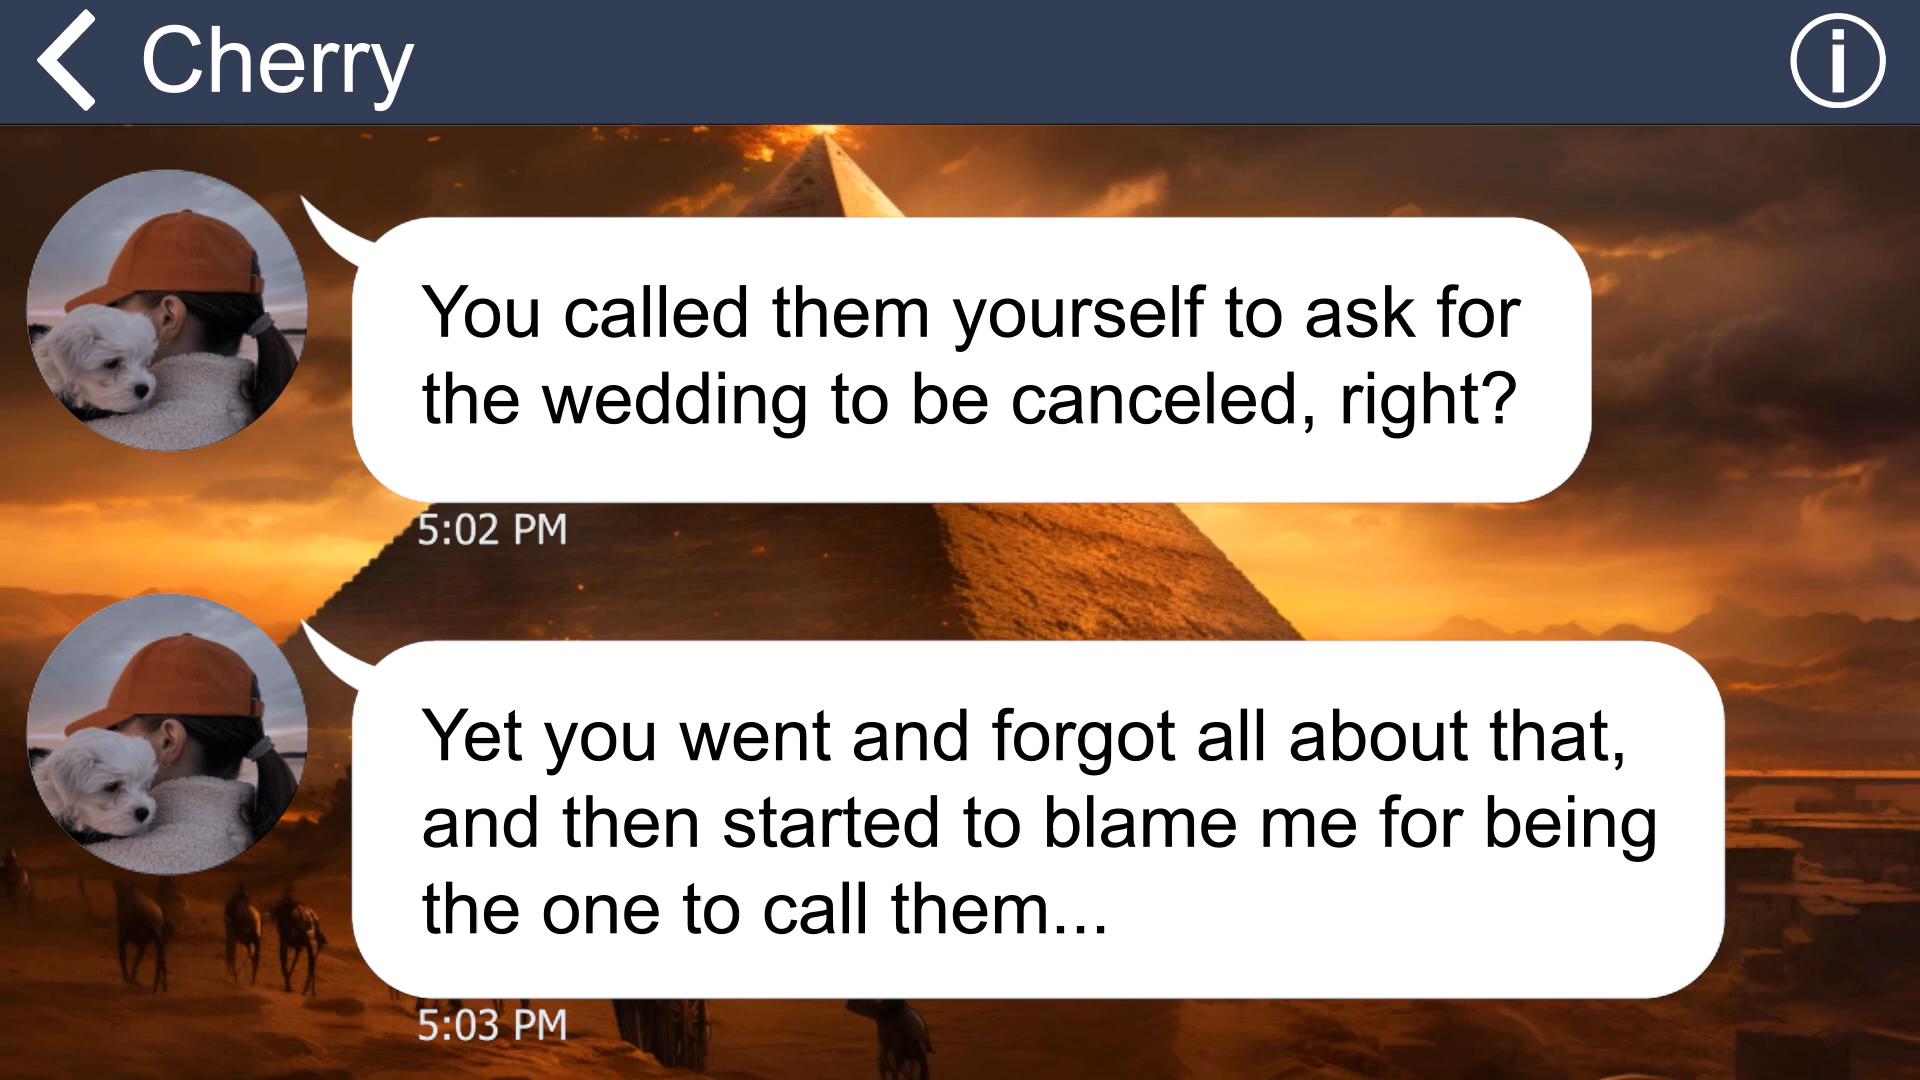 Cherry
You called them yourself to ask for
the wedding to be canceled, right?
5:02 PM
Yet you went and forgot all about that,
and then started to blame me for being
the one to call them...
5:03 PM